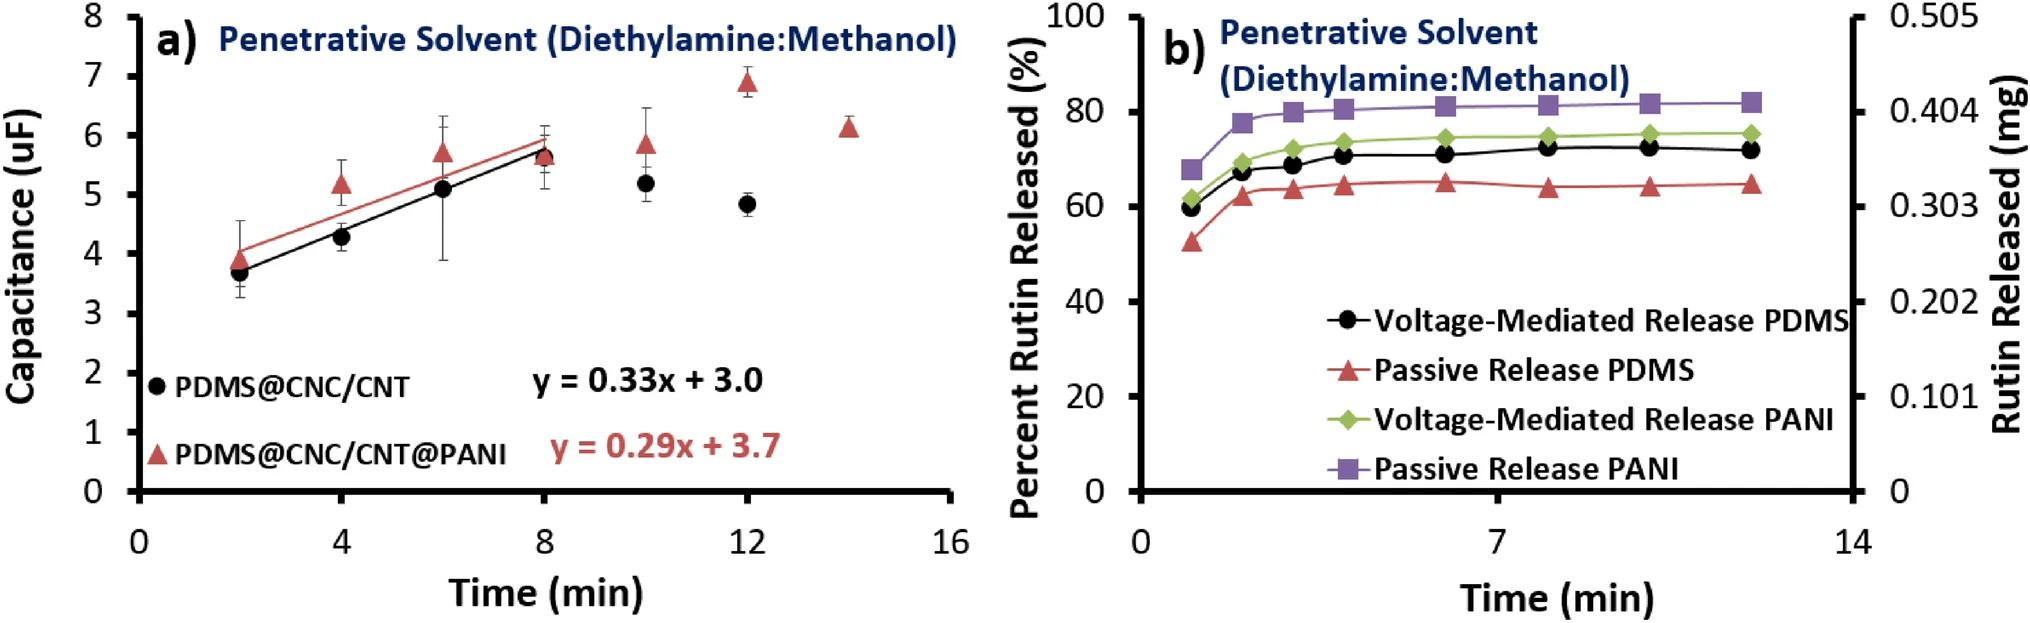 a) Penetrative Solvent (Diethylamine:Methanol)
Capacitance (uF)
8
7
6
5
4
3
2
1
0
PDMS@CNC/CNT
y = 0.33x + 3.0
PDMS@CNC/CNT@PANI
y = 0.29x + 3.7
0 4 8 12 16
Time (min)
b) Penetrative Solvent
(Diethylamine:Methanol)
Percent Rutin Released (%)
100
80
60
40
20
0
Voltage-Mediated Release PDMS
Passive Release PDMS
Voltage-Mediated Release PANI
Passive Release PANI
0.505
0.404
0.303
0.202
0.101
0
Rutin Released (mg)
0 7 14
Time (min)